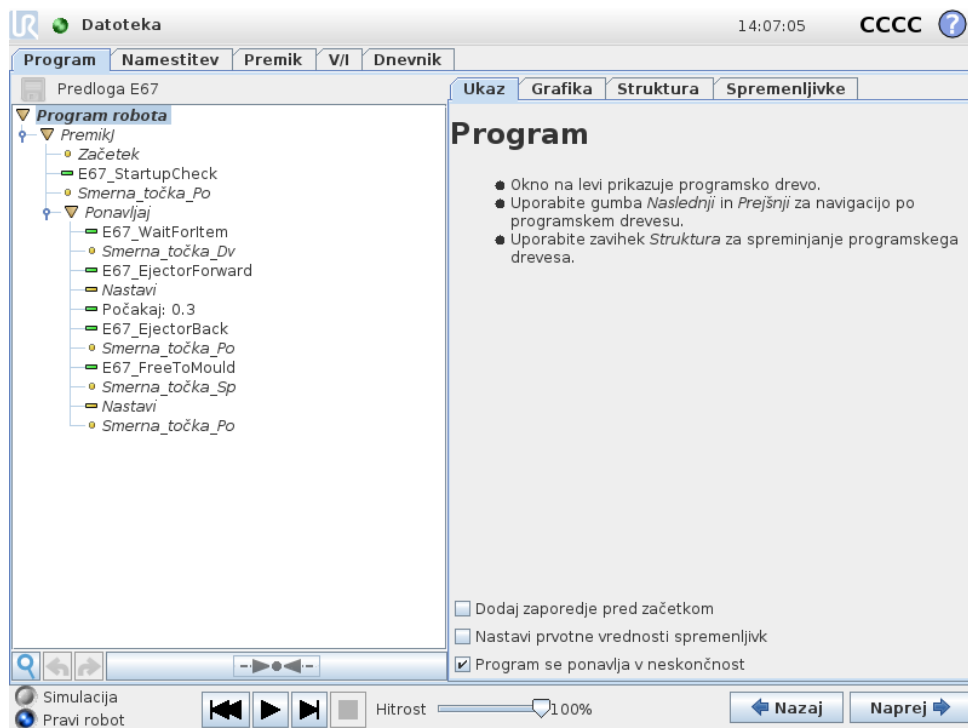 UR Datoteka 14:07:05 CCCC ?
Program Namestitev Premik V/I Dnevnik
Predloga E67
Program robota
PremikJ
Začetek
E67_StartupCheck
Smerna_točka_Po
Ponavljaj
E67_WaitForItem
Smerna_točka_Dv
E67_EjectorForward
Nastavi
Počakaj: 0.3
E67_EjectorBack
Smerna_točka_Po
E67_FreeToMould
Smerna_točka_Sp
Nastavi
Smerna_točka_Po
Ukaz Grafika Struktura Spremenljivke
Program
Okno na levi prikazuje programsko drevo.
Uporabite gumba Naslednji in Prejšnji za navigacijo po
programskem drevesu.
Uporabite zavihek Struktura za spreminjanje programskega
drevesa.
Dodaj zaporedje pred začetkom
Nastavi prvotne vrednosti spremenljivk
Program se ponavlja v neskončnost
Simulacija
Pravi robot
Hitrost 100%
Nazaj Naprej